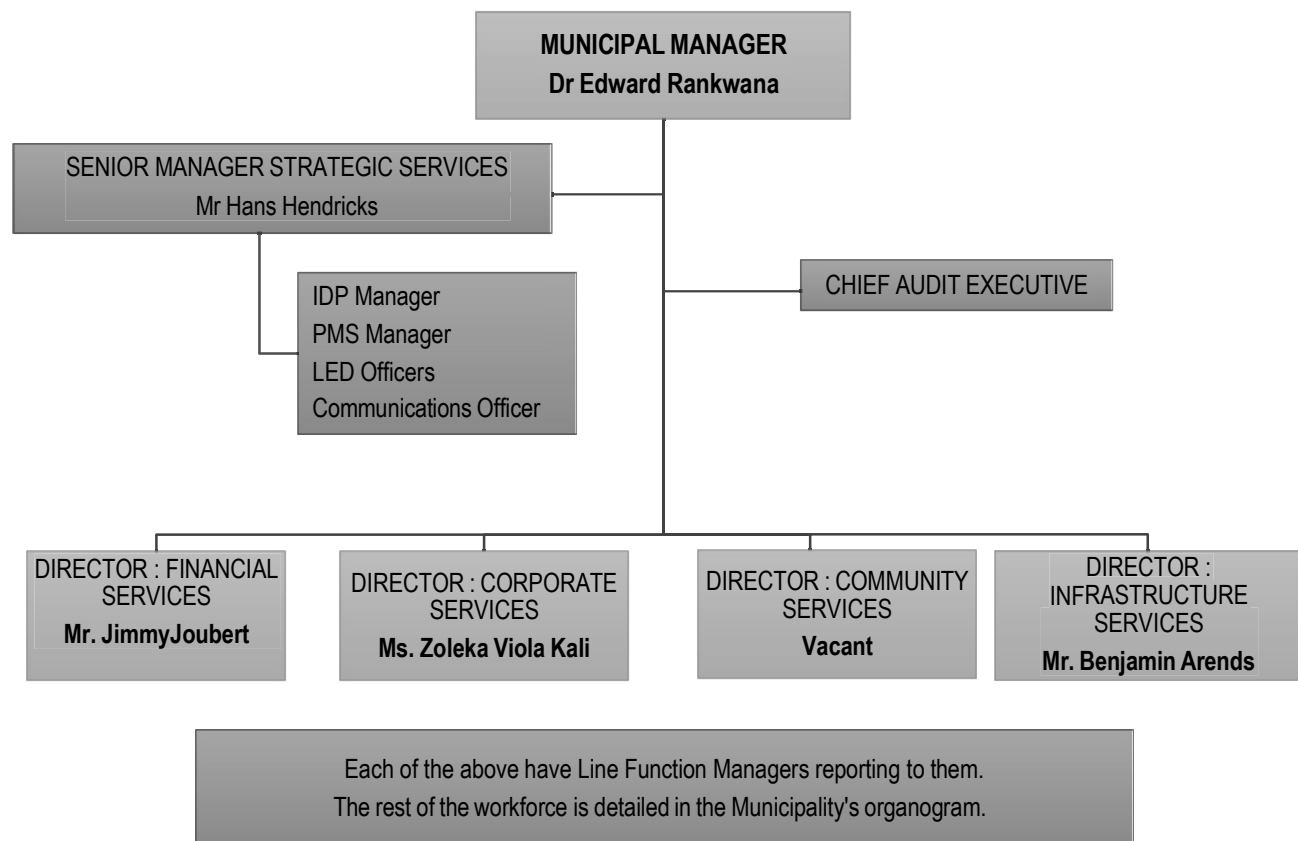 MUNICIPAL MANAGER
Dr Edward Rankwana
SENIOR MANAGER STRATEGIC SERVICES
Mr Hans Hendricks
IDP Manager
PMS Manager
LED Officers
Communications Officer
CHIEF AUDIT EXECUTIVE
DIRECTOR : FINANCIAL
SERVICES
Mr. JimmyJoubert
DIRECTOR : CORPORATE
SERVICES
Ms. Zoleka Viola Kali
DIRECTOR : COMMUNITY
SERVICES
Vacant
DIRECTOR :
INFRASTRUCTURE
SERVICES
Mr. Benjamin Arends
Each of the above have Line Function Managers reporting to them.
The rest of the workforce is detailed in the Municipality's organogram.